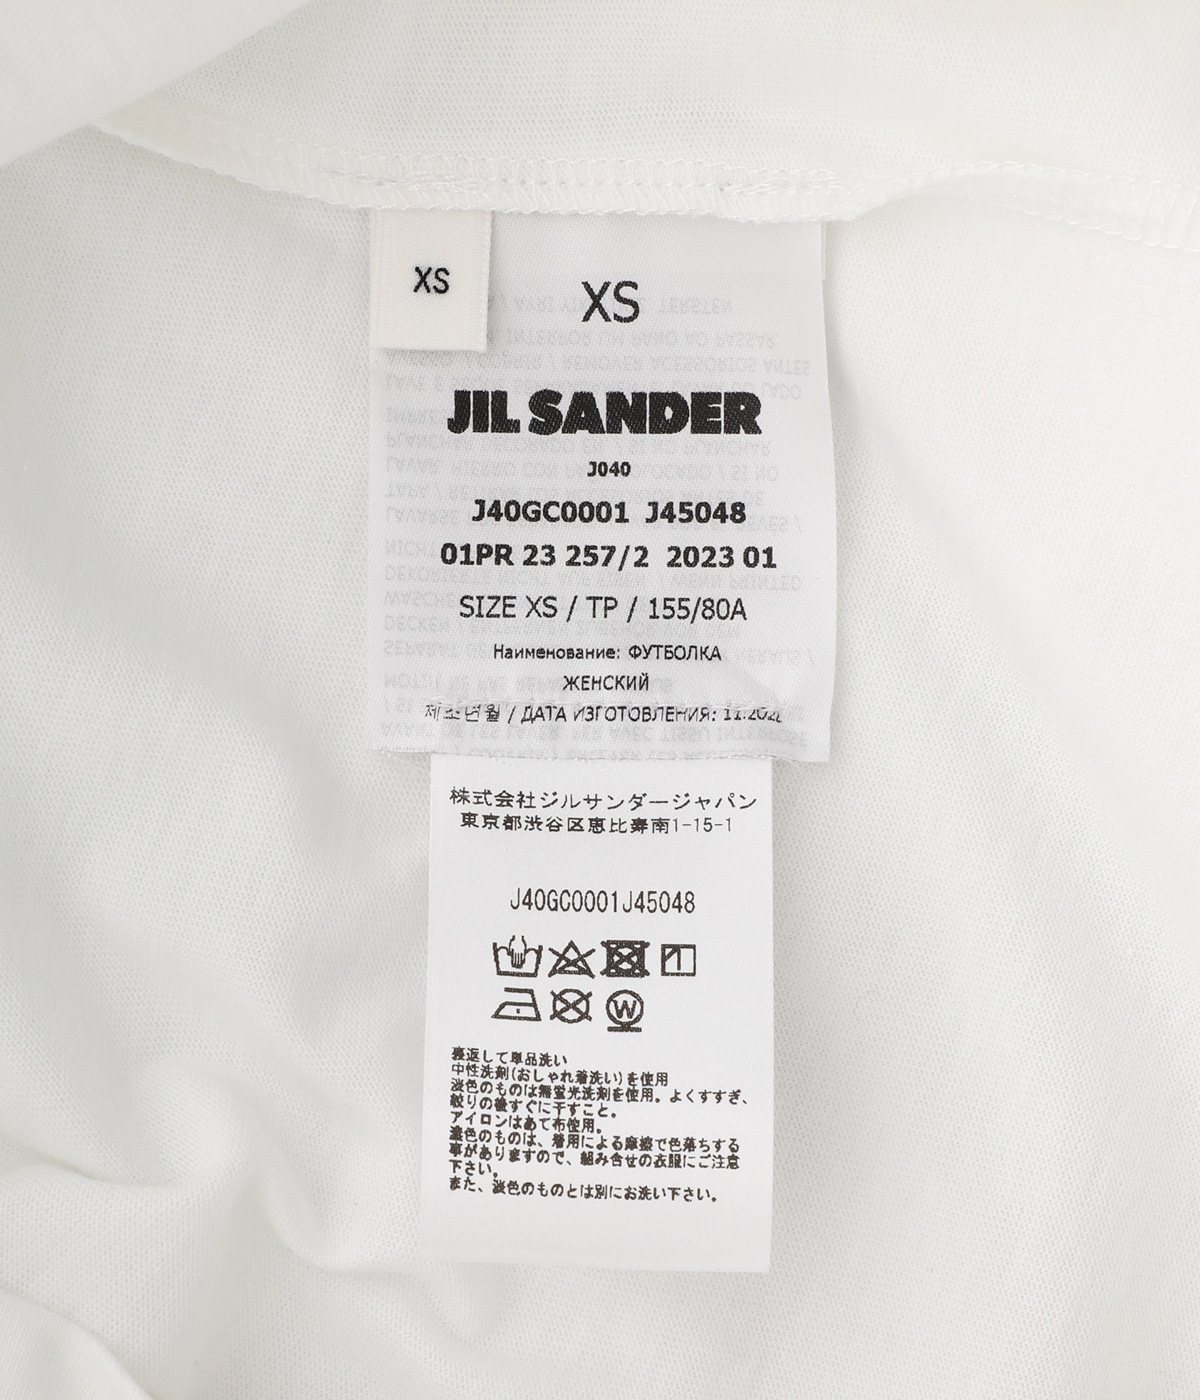 XS
XS
JIL SANDER
J040
J40GC0001 J45048
01PR 23 257/2 2023 01
SIZE XS / TP / 155/80A
Наименование: ФУТБОЛКА
ЖЕНСКИЙ
제조년월 / ДАТА ИЗГОТОВЛЕНИЯ: 11.2022
株式会社ジルサンダージャパン
東京都渋谷区恵比寿南1-15-1
J40GC0001J45048
W
裏返して単品洗い
中性洗剤(おしゃれ着洗い)を使用
淡色のものは無蛍光洗剤を使用。よくすすぎ、
絞りの後すぐに干すこと。
アイロンはあて布使用。
濃色のものは、着用による摩擦で色落ちする
事がありますので、組み合せの衣服にご注意
下さい。
また、淡色のものとは別にお洗い下さい。